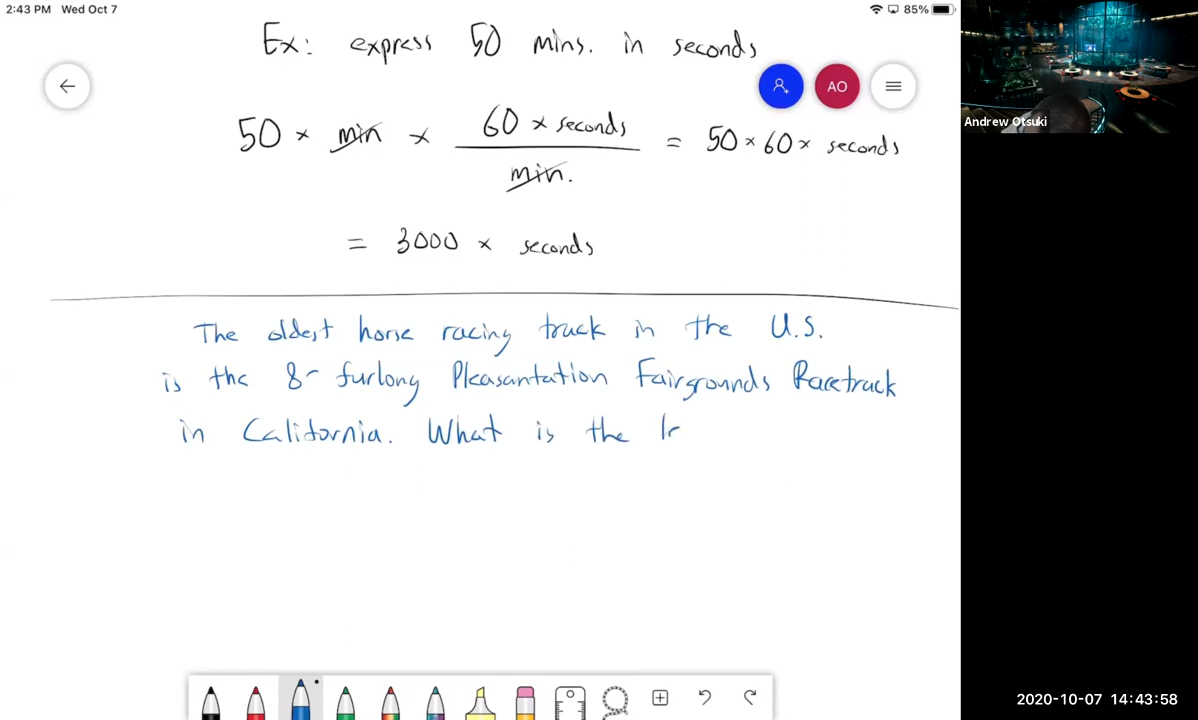 2:43 PM Wed Oct 7
85%
Ex: express 50 mins. in seconds
AO
Andrew Otsuki
50 × min × 60 × seconds / min. = 50 × 60 × seconds
= 3000 × seconds
The oldest horse racing track in the U.S.
is the 8- furlong Pleasantation Fairgrounds Racetrack
in California. What is the
2020-10-07 14:43:58